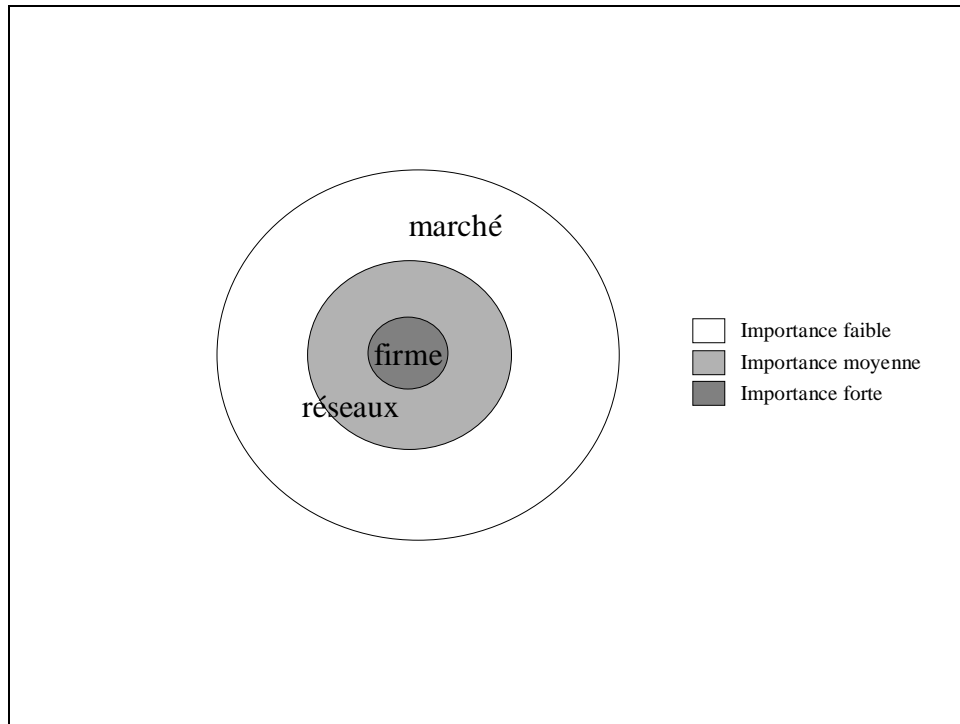 marché
firme
réseaux
Importance faible
Importance moyenne
Importance forte